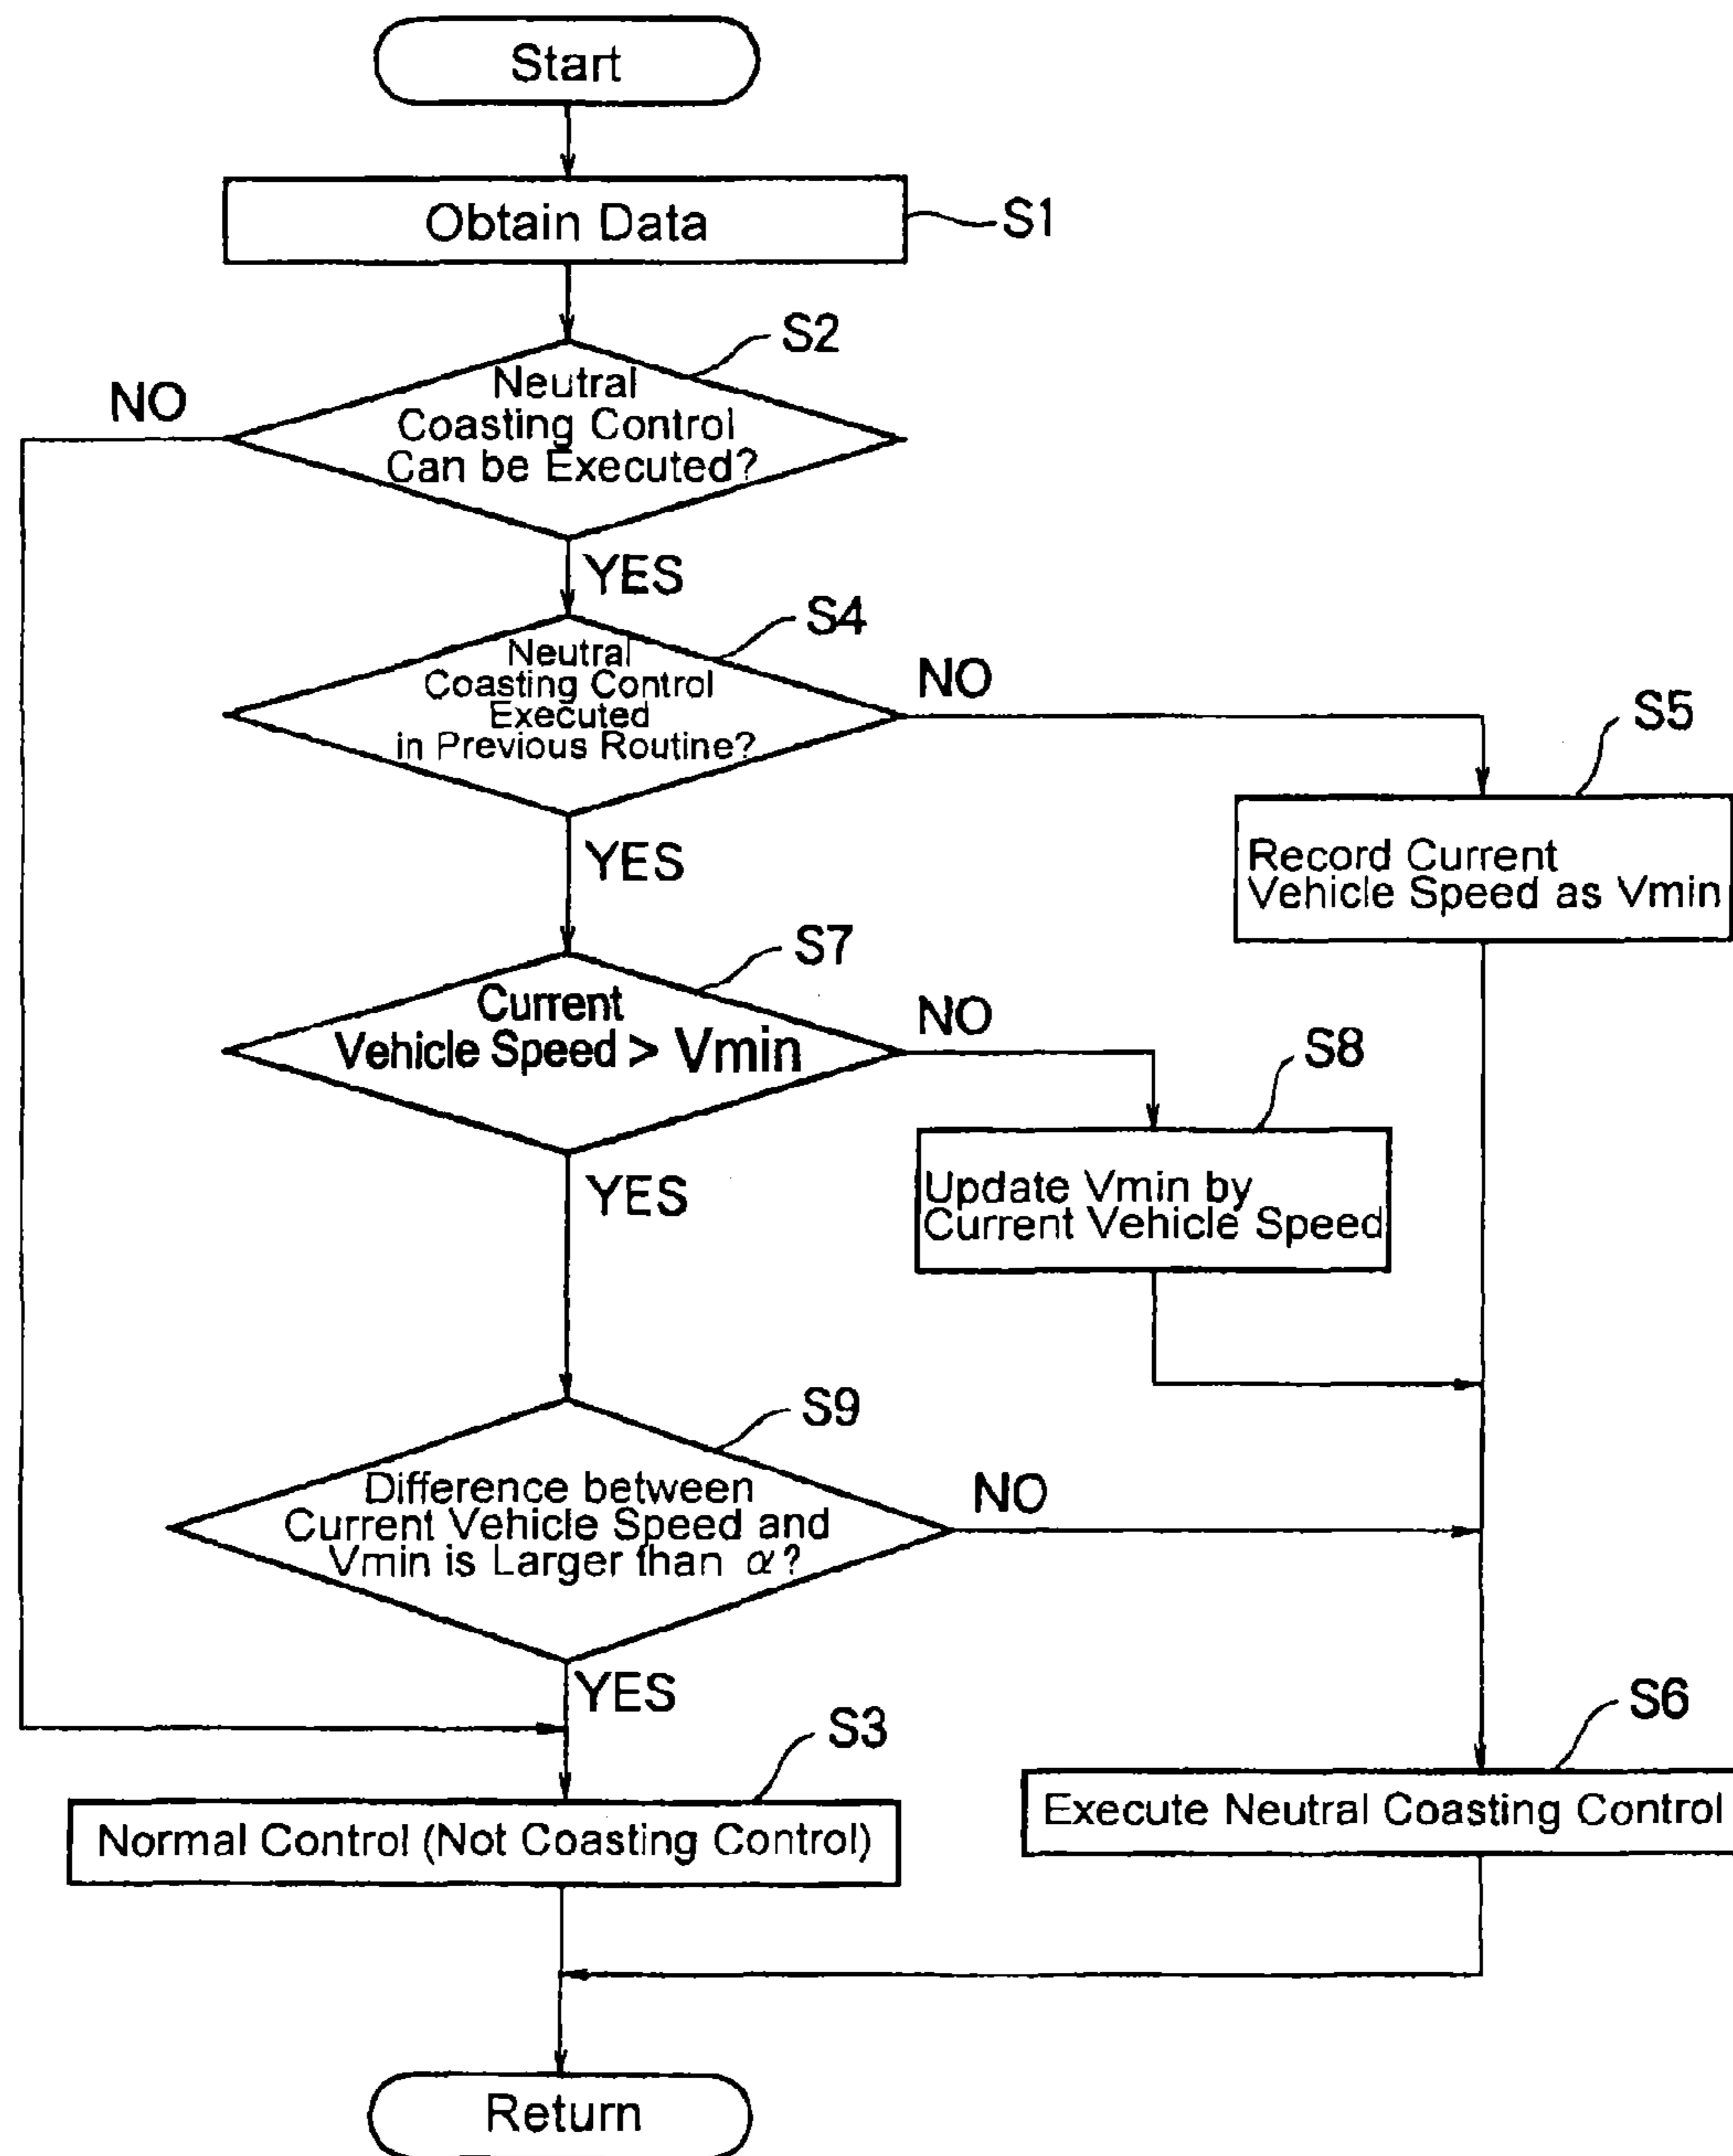 Start
Obtain Data
S1
S2
Neutral
Coasting Control
Can be Executed?
NO
YES
S4
Neutral
Coasting Control
Executed
in Previous Routine?
NO
YES
S5
Record Current
Vehicle Speed as Vmin
S7
Current
Vehicle Speed > Vmin
NO
YES
S8
Update Vmin by
Current Vehicle Speed
S9
Difference between
Current Vehicle Speed and
Vmin is Larger than α?
NO
YES
S3
Normal Control (Not Coasting Control)
S6
Execute Neutral Coasting Control
Return